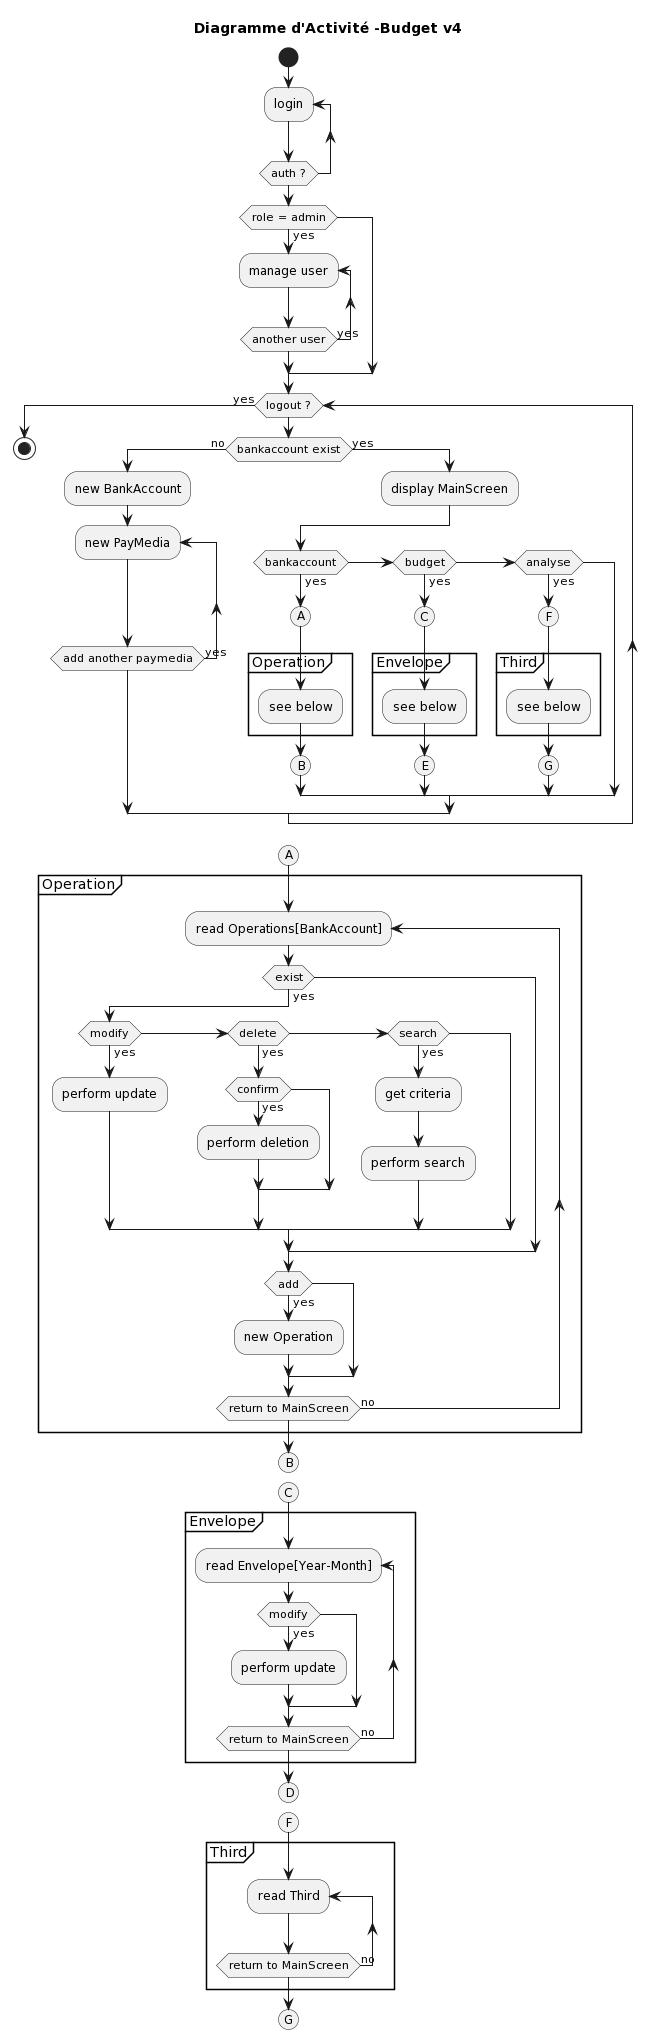 Diagramme d'Activité -Budget v4
login
auth ?
role = admin
yes
manage user
another user
yes
logout ?
yes
bankaccount exist
no
yes
new BankAccount
display MainScreen
new PayMedia
bankaccount
budget
analyse
yes
yes
yes
A
C
F
add another paymedia
yes
Operation
Envelope
Third
see below
see below
see below
B
E
G
A
Operation
read Operations[BankAccount]
exist
yes
modify
delete
search
yes
yes
yes
perform update
confirm
get criteria
yes
perform deletion
perform search
add
yes
new Operation
return to MainScreen
no
B
C
Envelope
read Envelope[Year-Month]
modify
yes
perform update
return to MainScreen
no
D
F
Third
read Third
return to MainScreen
no
G